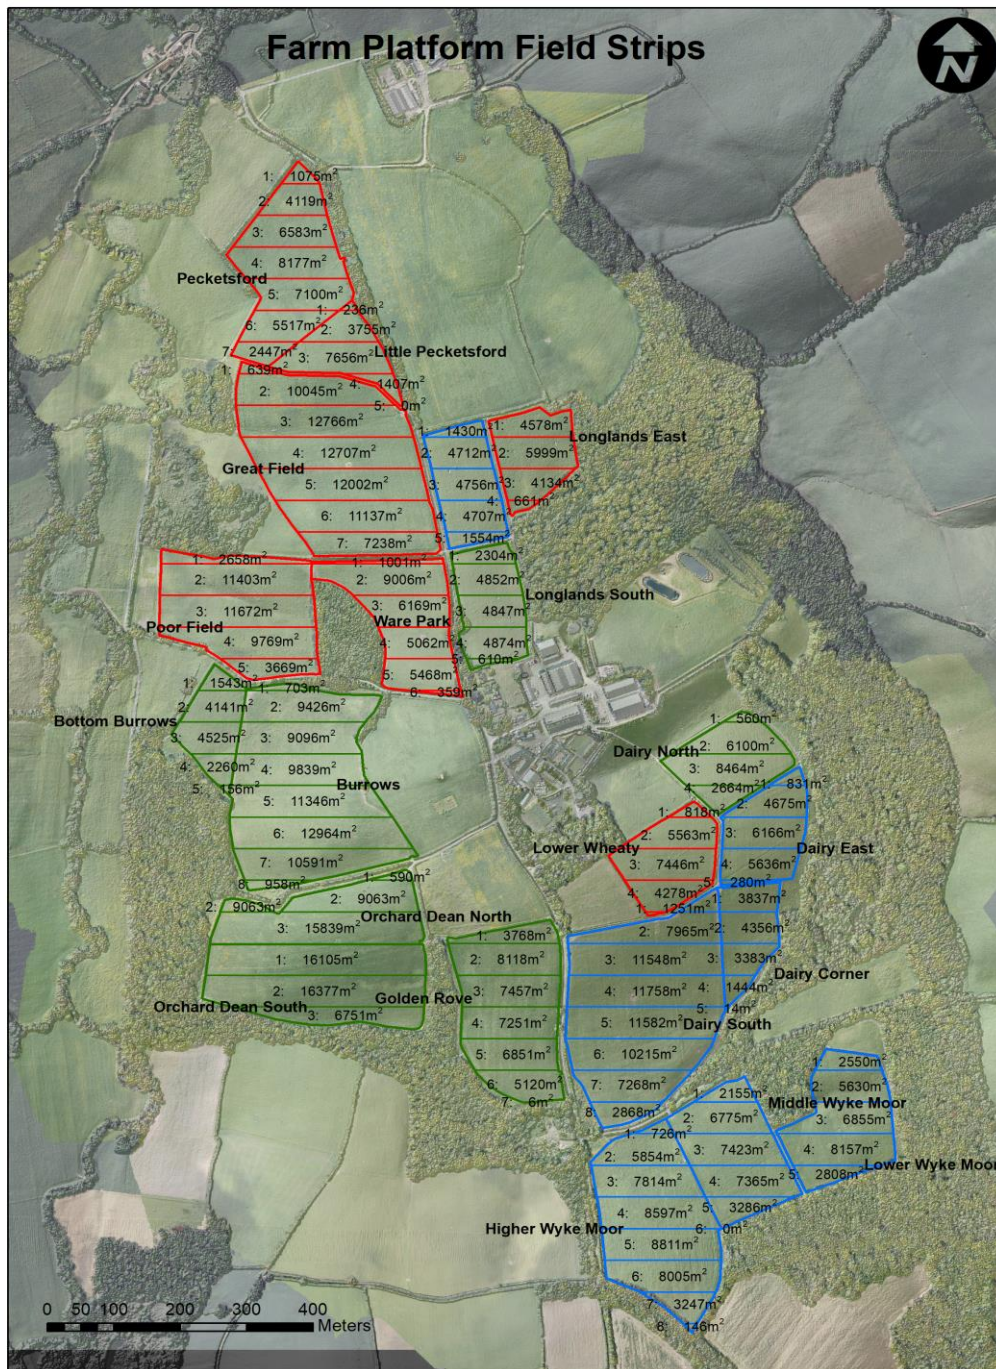 Farm Platform Field Strips
N
1: 1075m²
2: 4119m²
3: 6583m²
4: 8177m²
Pecketsford
5: 7100m²
6: 5517m²
7: 2447m²
1: 236m²
2: 3755m²
3: 7656m²
Little Pecketsford
4: 1407m²
5: 0m²
1: 639m²
2: 10045m²
3: 12766m²
4: 12707m²
Great Field
5: 12002m²
6: 11137m²
7: 7238m²
1: 1430m²
2: 4712m²
3: 4756m²
4: 4707m²
5: 1554m²
1: 4578m²
Longlands East
2: 5999m²
3: 4134m²
4: 661m²
1: 2304m²
2: 4852m²
Longlands South
3: 4847m²
4: 4874m²
5: 610m²
1: 2658m²
2: 11403m²
3: 11672m²
Poor Field
4: 9769m²
5: 3669m²
1: 1001m²
2: 9006m²
3: 6169m²
Ware Park
4: 5062m²
5: 5468m²
6: 359m²
1: 1543m²
2: 4141m²
Bottom Burrows
3: 4525m²
4: 2260m²
5: 156m²
1: 703m²
2: 9426m²
3: 9096m²
4: 9839m²
Burrows
5: 11346m²
6: 12964m²
7: 10591m²
8: 958m²
1: 560m²
2: 6100m²
Dairy North
3: 8464m²
4: 2664m²
1: 831m²
2: 4675m²
3: 6166m²
Dairy East
4: 5636m²
5: 280m²
1: 818m²
2: 5563m²
Lower Wheaty
3: 7446m²
4: 4278m²
1: 590m²
2: 9063m²
2: 9063m²
Orchard Dean North
3: 15839m²
1: 16105m²
2: 16377m²
Orchard Dean South
3: 6751m²
1: 3768m²
2: 8118m²
3: 7457m²
Golden Rove
4: 7251m²
5: 6851m²
6: 5120m²
7: 6m²
1: 1251m²
2: 7965m²
3: 11548m²
4: 11758m²
5: 11582m²
Dairy South
6: 10215m²
7: 7268m²
8: 2868m²
1: 3837m²
2: 4356m²
3: 3383m²
Dairy Corner
4: 1444m²
5: 14m²
1: 2155m²
2: 6775m²
Middle Wyke Moor
3: 7423m²
4: 7365m²
5: 3286m²
6: 0m²
1: 2550m²
2: 5630m²
3: 6855m²
4: 8157m²
Lower Wyke Moor
5: 2808m²
1: 726m²
2: 5854m²
3: 7814m²
4: 8597m²
Higher Wyke Moor
5: 8811m²
6: 8005m²
7: 3247m²
8: 146m²
0 50 100 200 300 400
Meters